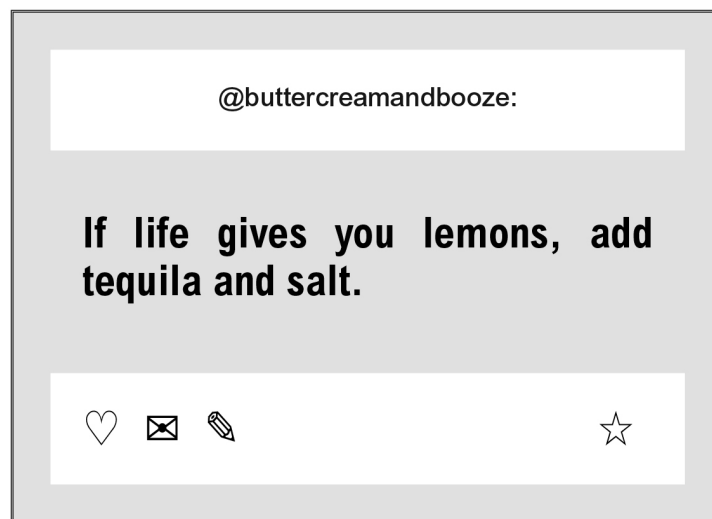 @buttercreamandbooze:
If life gives you lemons, add
tequila and salt.